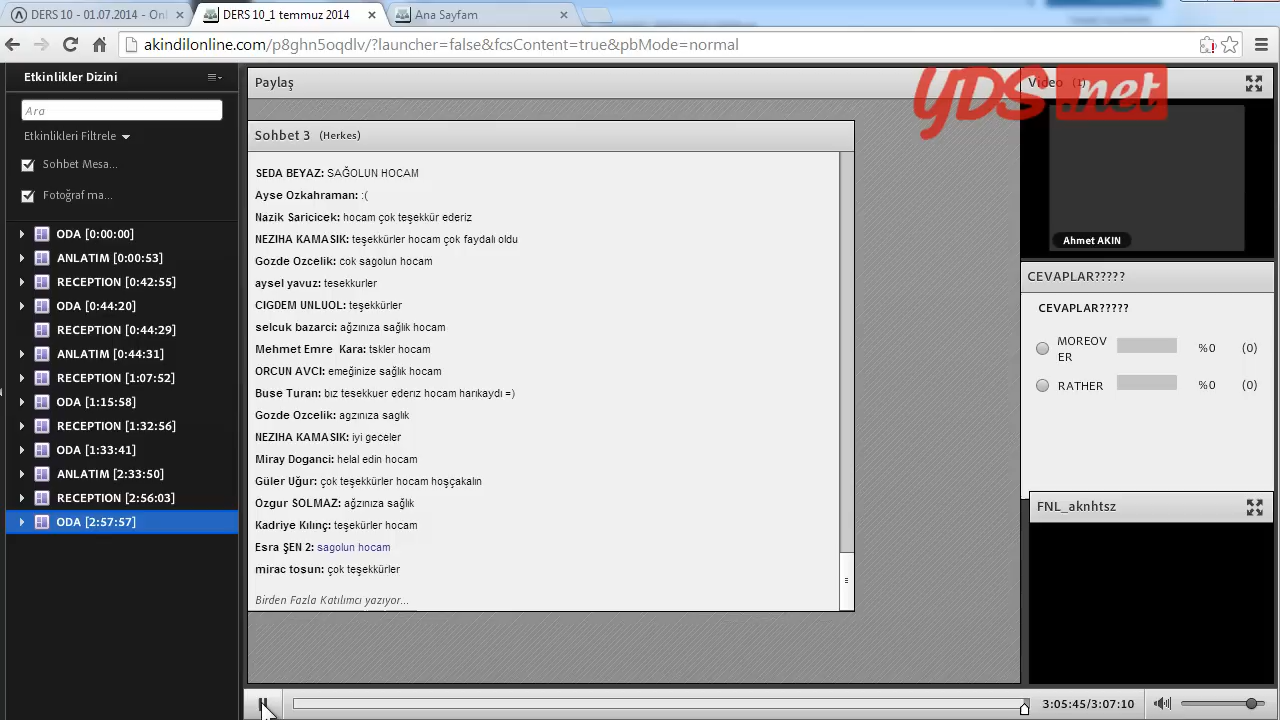 DERS 10 - 01.07.2014 - Onl
DERS 10_1 temmuz 2014
Ana Sayfam
akindilonline.com/p8ghn5oqdlv/?launcher=false&fcsContent=true&pbMode=normal
Etkinlikler Dizini
Ara
Etkinlikleri Filtrele
Sohbet Mesa...
Fotoğraf ma...
ODA [0:00:00]
ANLATIM [0:00:53]
RECEPTION [0:42:55]
ODA [0:44:20]
RECEPTION [0:44:29]
ANLATIM [0:44:31]
RECEPTION [1:07:52]
ODA [1:15:58]
RECEPTION [1:32:56]
ODA [1:33:41]
ANLATIM [2:33:50]
RECEPTION [2:56:03]
ODA [2:57:57]
Paylaş
Sohbet 3 (Herkes)
SEDA BEYAZ: SAĞOLUN HOCAM
Ayse Ozkahraman: :(
Nazik Saricicek: hocam çok teşekkür ederiz
NEZIHA KAMASIK: teşekkürler hocam çok faydalı oldu
Gozde Ozcelik: cok sagolun hocam
aysel yavuz: tesekkurler
CIGDEM UNLUOL: teşekkürler
selcuk bazarci: ağzınıza sağlık hocam
Mehmet Emre Kara: tskler hocam
ORCUN AVCI: emeğinize sağlık hocam
Buse Turan: bız tesekkuer ederız hocam harıkaydı =)
Gozde Ozcelik: agzınıza saglık
NEZIHA KAMASIK: iyi geceler
Miray Doganci: helal edin hocam
Güler Uğur: çok teşekkürler hocam hoşçakalın
Ozgur SOLMAZ: ağzınıza sağlık
Kadriye Kılınç: teşekürler hocam
Esra ŞEN 2: sagolun hocam
mirac tosun: çok teşekkürler
Birden Fazla Katılımcı yazıyor...
Video (1)
YDS.net
Ahmet AKIN
CEVAPLAR?????
CEVAPLAR?????
MOREOV
ER
%0 (0)
RATHER %0 (0)
FNL_aknhtsz
3:05:45/3:07:10